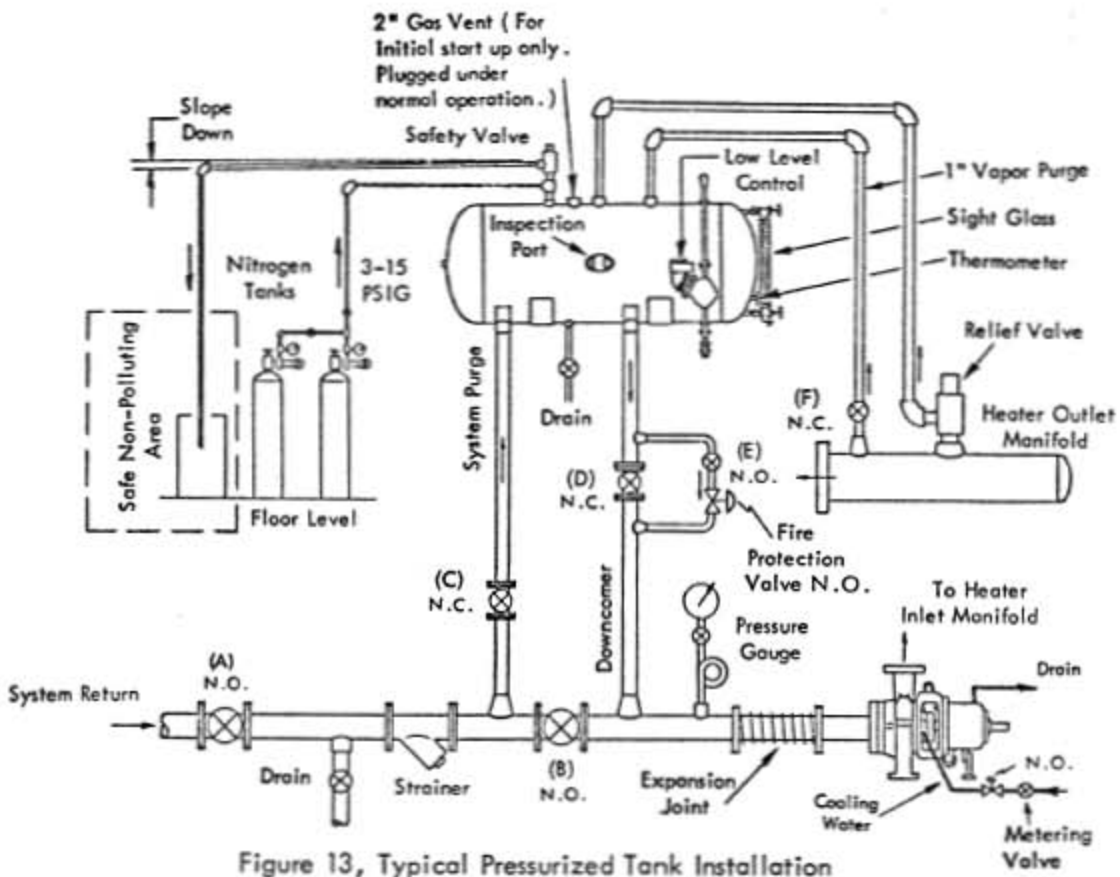 2" Gas Vent ( For
Initial start up only.
Plugged under
normal operation.)
Slope
Down
Safety Valve
Low Level
Control
1" Vapor Purge
Sight Glass
Thermometer
Inspection
Port
Nitrogen
Tanks
3-15
PSIG
Relief Valve
Safe Non-Polluting
Area
System Purge
Drain
(F)
N.C.
Heater Outlet
Manifold
(D)
N.C.
(E)
N.O.
Floor Level
Fire
Protection
Valve N.O.
(C)
N.C.
Downcomer
Pressure
Gauge
To Heater
Inlet Manifold
Drain
(A)
N.O.
System Return
Drain
Strainer
(B)
N.O.
Expansion
Joint
Cooling
Water
N.O.
Metering
Valve
Figure 13, Typical Pressurized Tank Installation